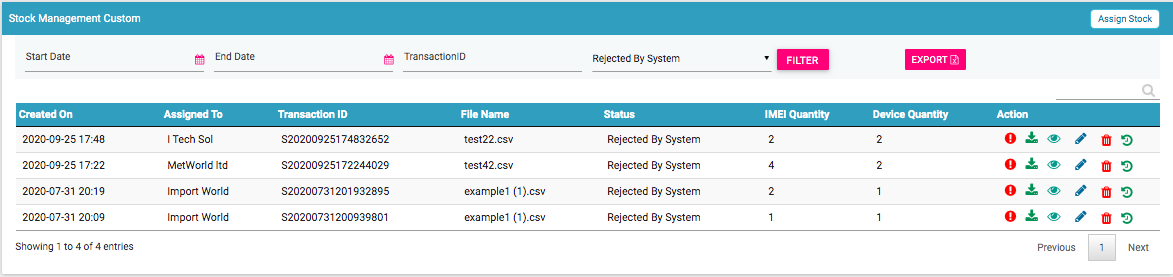 Stock Management Custom Assign Stock
Start Date End Date TransactionID Rejected By System FILTER EXPORT
Created On Assigned To Transaction ID File Name Status IMEI Quantity Device Quantity Action
2020-09-25 17:48 I Tech Sol S20200925174832652 test22.csv Rejected By System 2 2
2020-09-25 17:22 MetWorld ltd S20200925172244029 test42.csv Rejected By System 4 2
2020-07-31 20:19 Import World S20200731201932895 example1 (1).csv Rejected By System 2 1
2020-07-31 20:09 Import World S20200731200939801 example1 (1).csv Rejected By System 1 1
Showing 1 to 4 of 4 entries Previous 1 Next